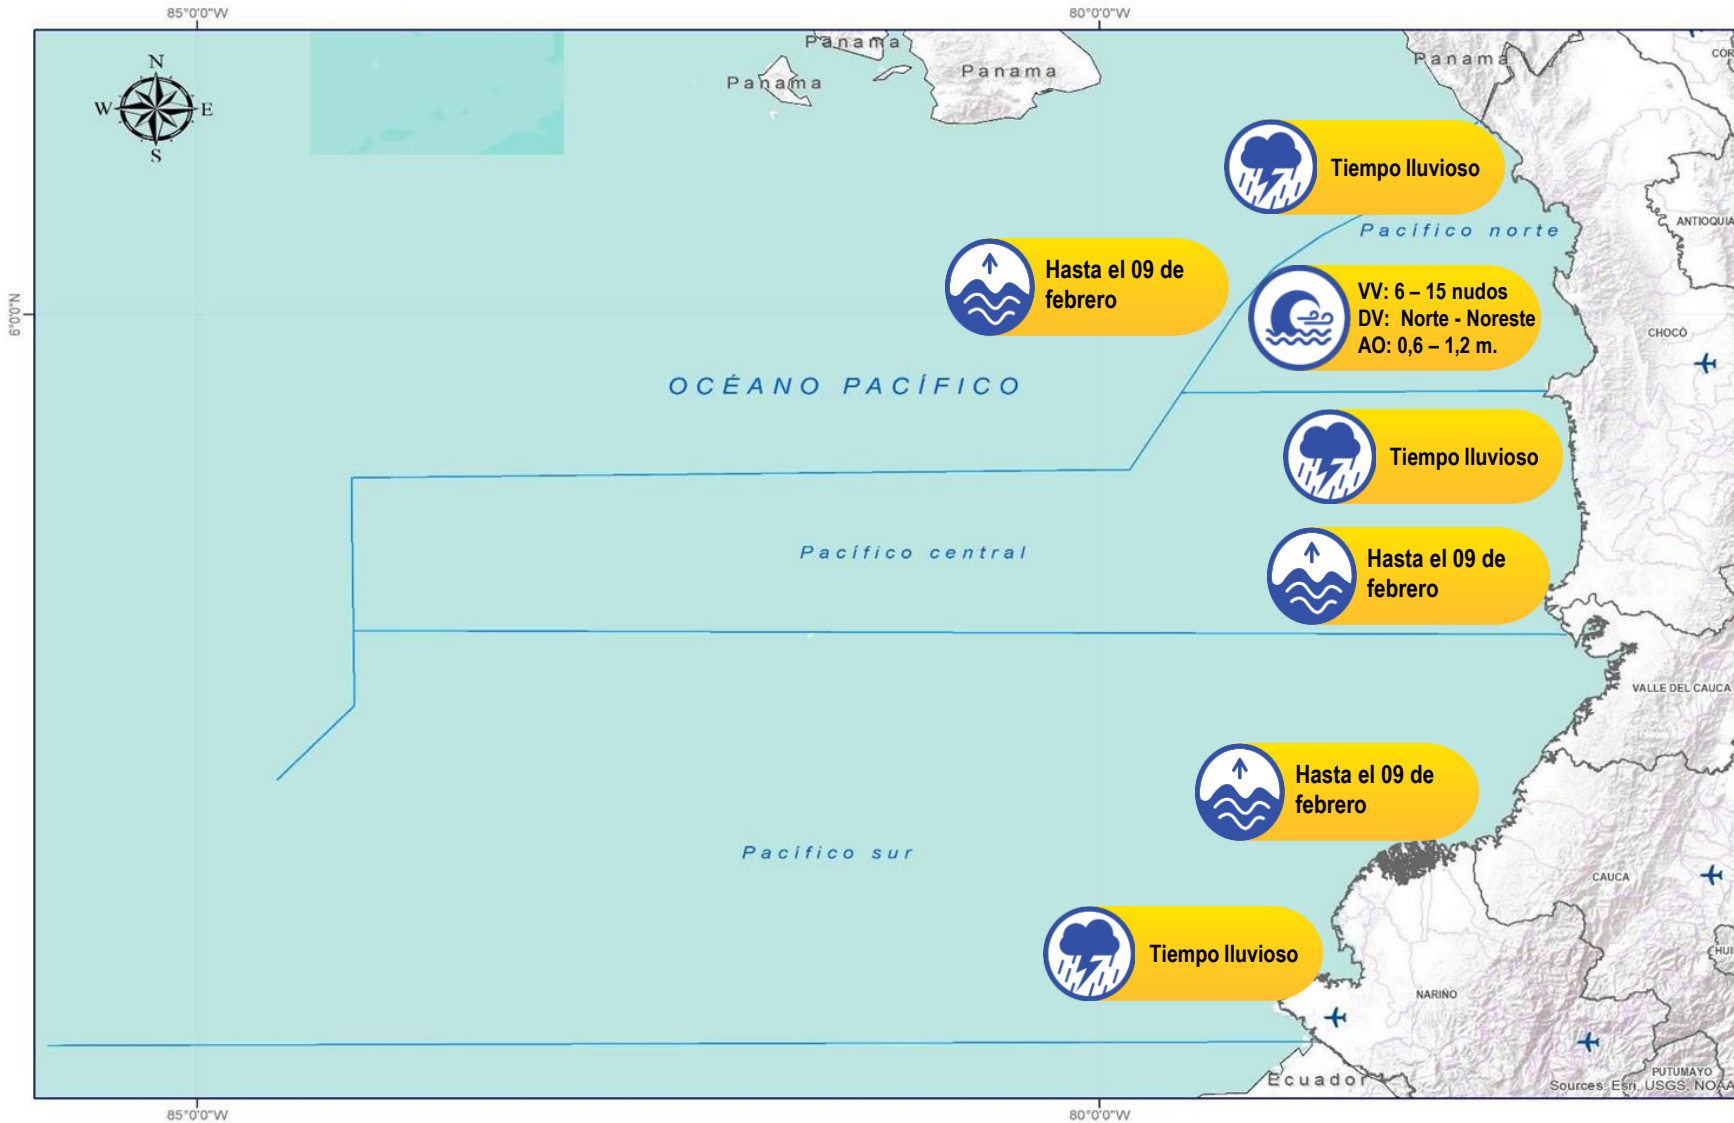 85°0'0"W
80°0'0"W
N
W
E
S
Panama
Panama
Panama
Panama
CÓR
Tiempo lluvioso
ANTIOQUIA
Pacífico norte
Hasta el 09 de
febrero
VV: 6 – 15 nudos
DV: Norte - Noreste
AO: 0,6 – 1,2 m.
6°0'0"N
CHOCÓ
OCÉANO PACÍFICO
Tiempo lluvioso
Pacífico central
Hasta el 09 de
febrero
VALLE DEL CAUCA
Hasta el 09 de
febrero
Pacífico sur
CAUCA
Tiempo lluvioso
HUI
NARIÑO
PUTUMAYO
Ecuador
Sources: Esri, USGS, NOAA
85°0'0"W
80°0'0"W